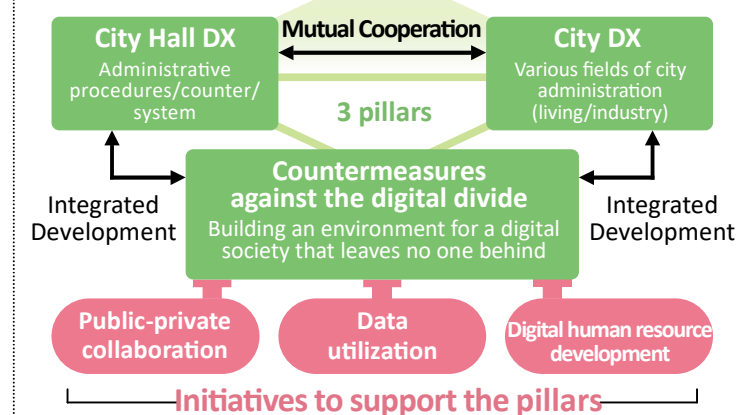 City Hall DX
Administrative
procedures/counter/
system
Mutual Cooperation
City DX
Various fields of city
administration
(living/industry)
3 pillars
Countermeasures
against the digital divide
Building an environment for a digital
society that leaves no one behind
Integrated
Development
Integrated
Development
Public-private
collaboration
Data
utilization
Digital human resource
development
Initiatives to support the pillars